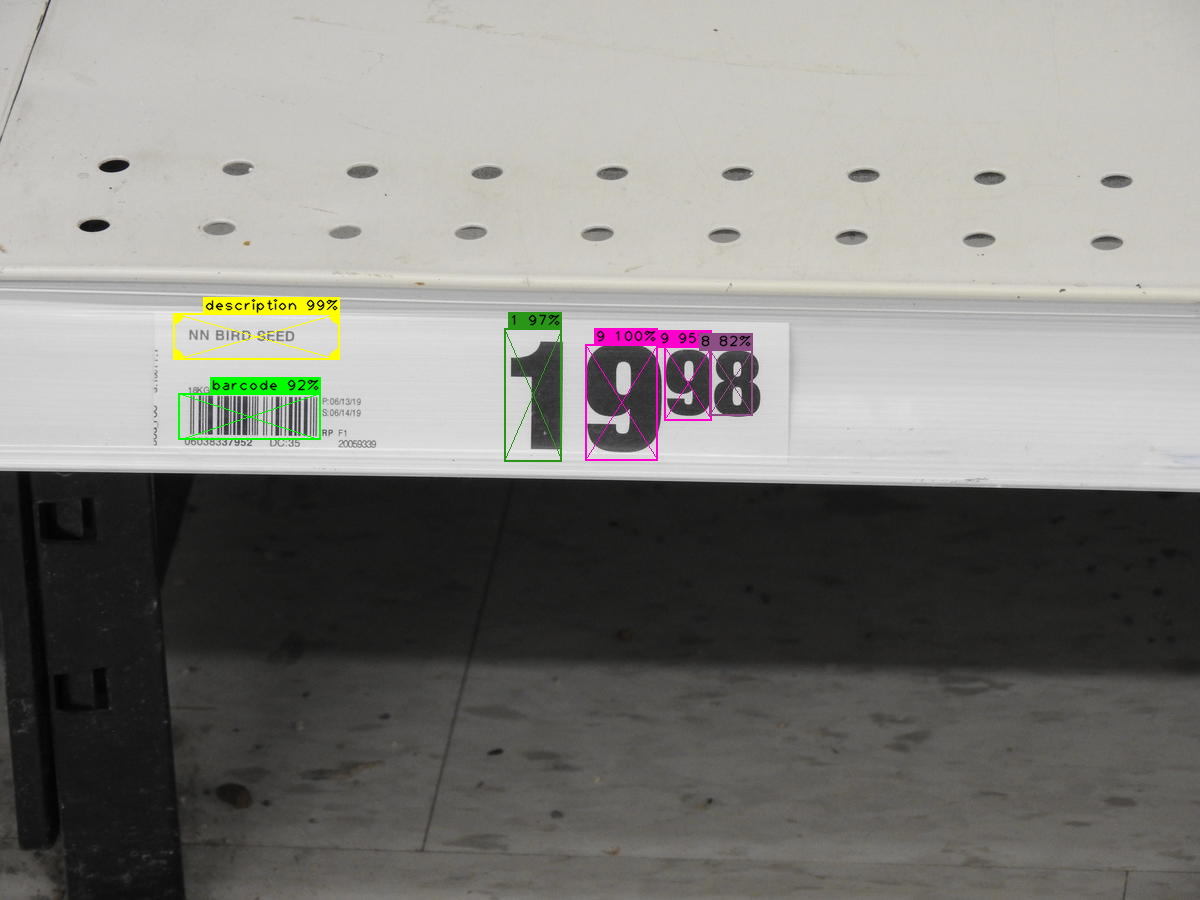 description 99%
NN BIRD SEED
1 97%
9 100%
9 95
8 82%
1998
barcode 92%
18KG
P:06/13/19
S:06/14/19
RP F1
06038337952 DC:35 20059339